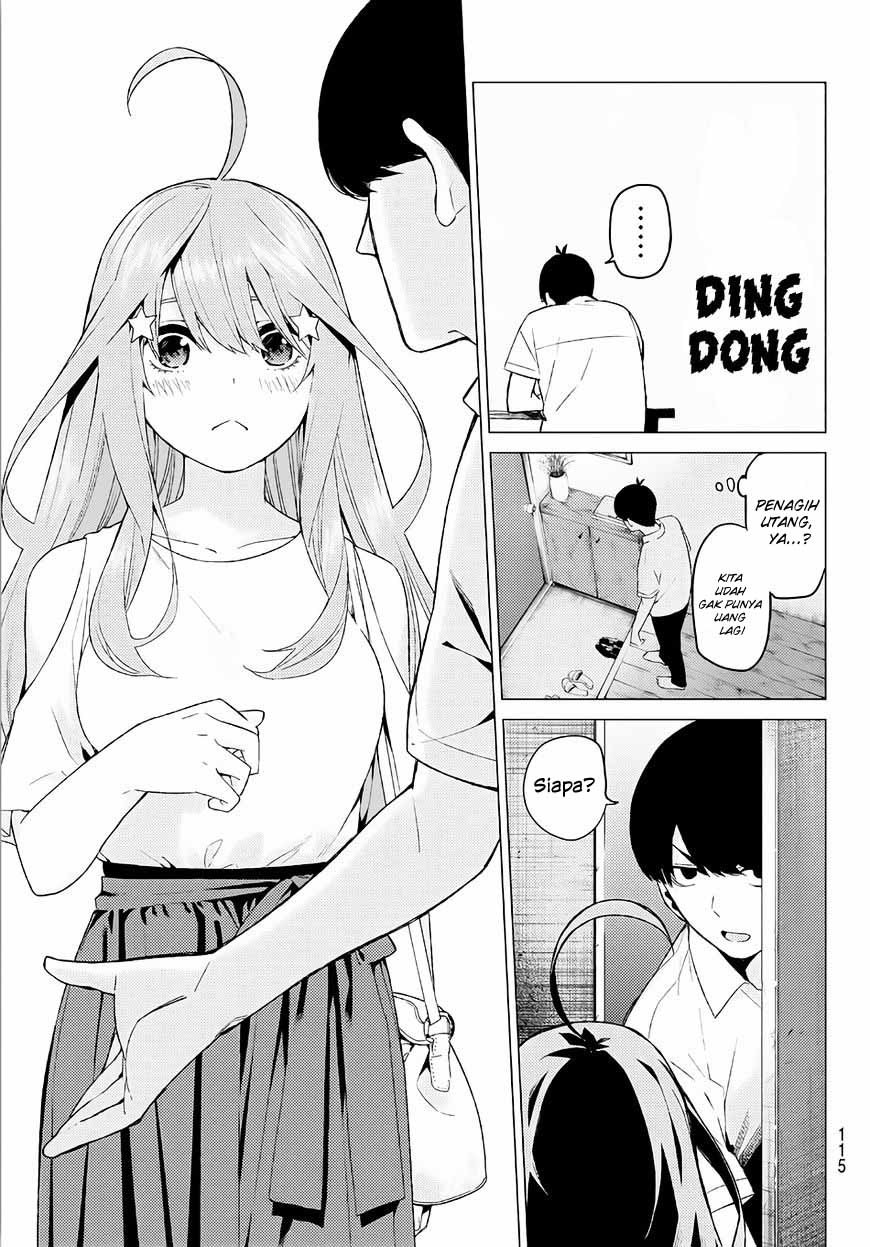 ........
DING
DONG
PENAGIH
UTANG,
YA...?
KITA
UDAH
GAK PUNYA
UANG
LAGI
Siapa?
115